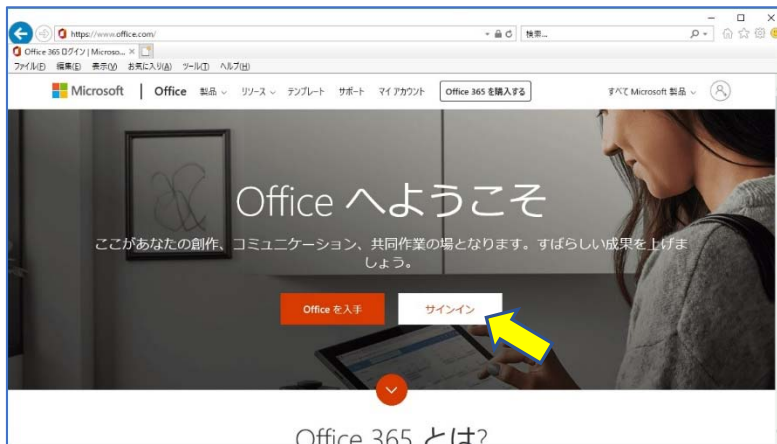 https://www.office.com/
検索...
Office 365 ログイン | Microso...
ファイル(F) 編集(E) 表示(V) お気に入り(A) ツール(T) ヘルプ(H)
Microsoft | Office 製品 リソース テンプレート サポート マイ アカウント Office 365 を購入する すべて Microsoft 製品
Office へようこそ
ここがあなたの創作、コミュニケーション、共同作業の場となります。すばらしい成果を上げま
しょう。
Office を入手 サインイン
Office 365 とは?